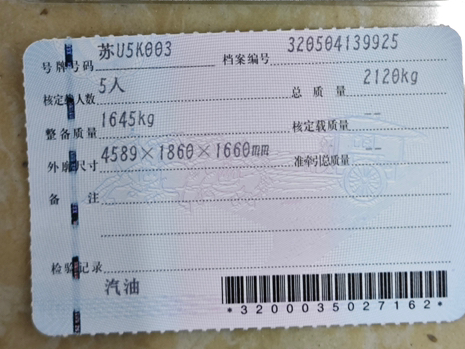 号牌号码 苏U5K003 档案编号 320504139925
核定载人数 5人 总质量 2120kg
整备质量 1645kg 核定载质量 --
外廓尺寸 4589×1860×1660mm 准牵引总质量 --
备注
检验记录
汽油
*3200035027162*